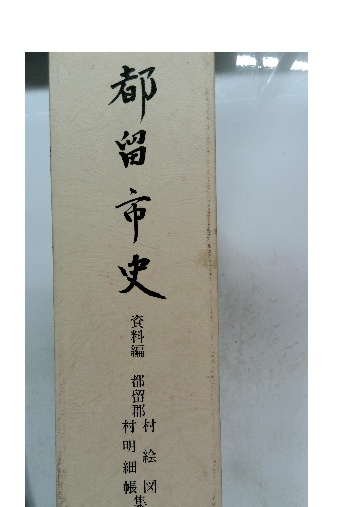 都留市史
資料編 都留郡
村絵図
村明細帳
集